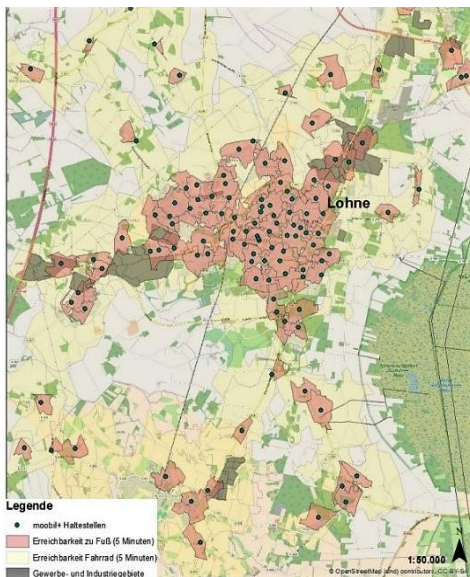 Lohne
Legende
moobil+ Haltestellen
Erreichbarkeit zu Fuß (5 Minuten)
Erreichbarkeit Fahrrad (5 Minuten)
Gewerbe- und Industriegebiete
N
1:50.000
© OpenStreetMap (and) contributors, CC-BY-SA